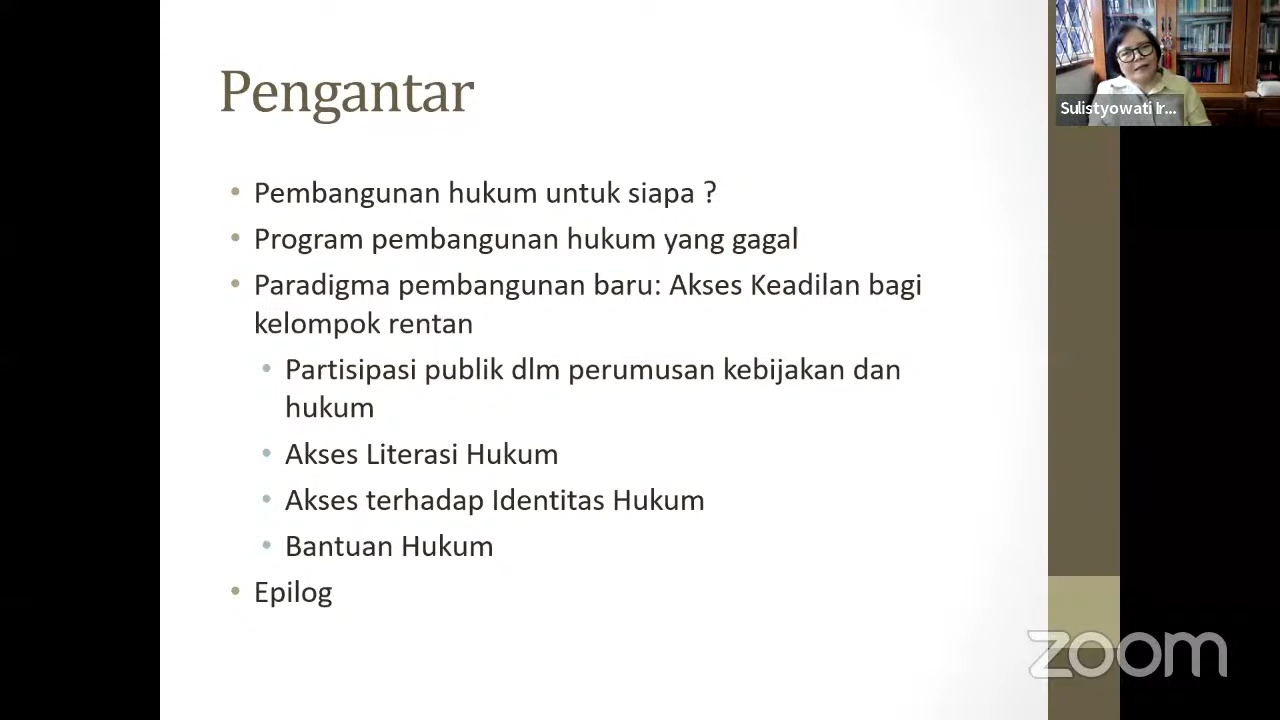 Pengantar
Pembangunan hukum untuk siapa ?
Program pembangunan hukum yang gagal
Paradigma pembangunan baru: Akses Keadilan bagi
kelompok rentan
Partisipasi publik dlm perumusan kebijakan dan
hukum
Akses Literasi Hukum
Akses terhadap Identitas Hukum
Bantuan Hukum
Epilog
Sulistyowati Ir...
zoom